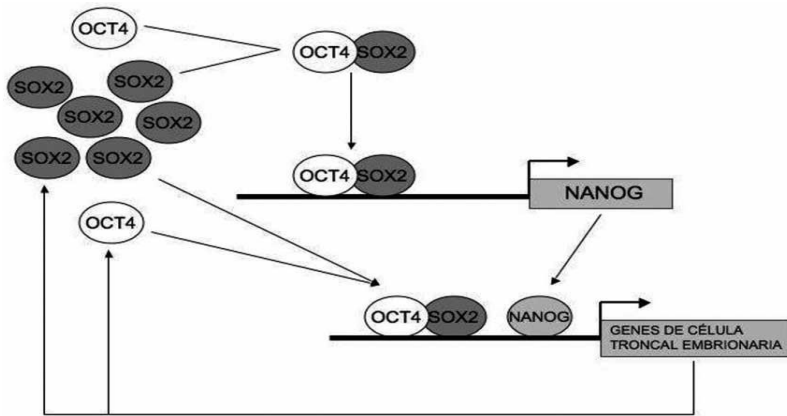 OCT4
OCT4 SOX2
SOX2
SOX2
SOX2
SOX2
SOX2
SOX2
OCT4 SOX2
NANOG
OCT4
OCT4 SOX2
NANOG
GENES DE CÉLULA
TRONCAL EMBRIONARIA